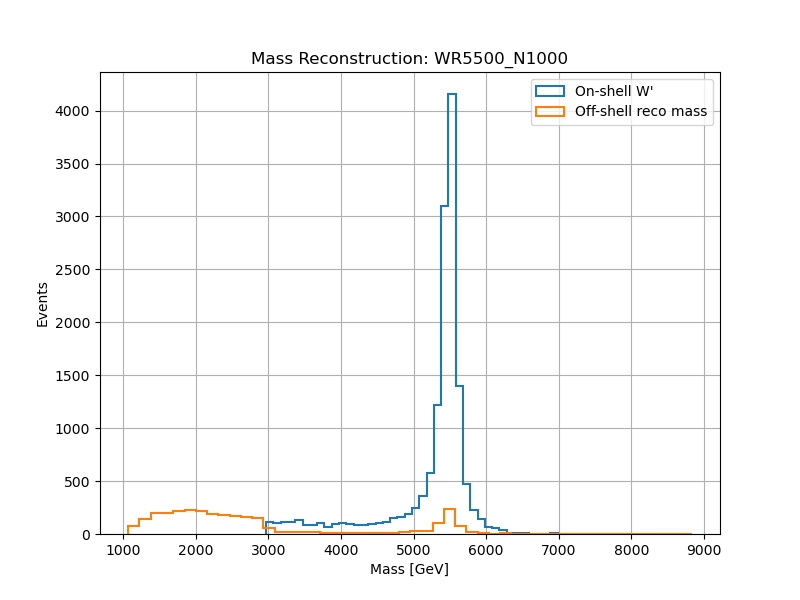 Mass Reconstruction: WR5500_N1000
On-shell W'
Off-shell reco mass
Events
4000
3500
3000
2500
2000
1500
1000
500
0
1000 2000 3000 4000 5000 6000 7000 8000 9000
Mass [GeV]